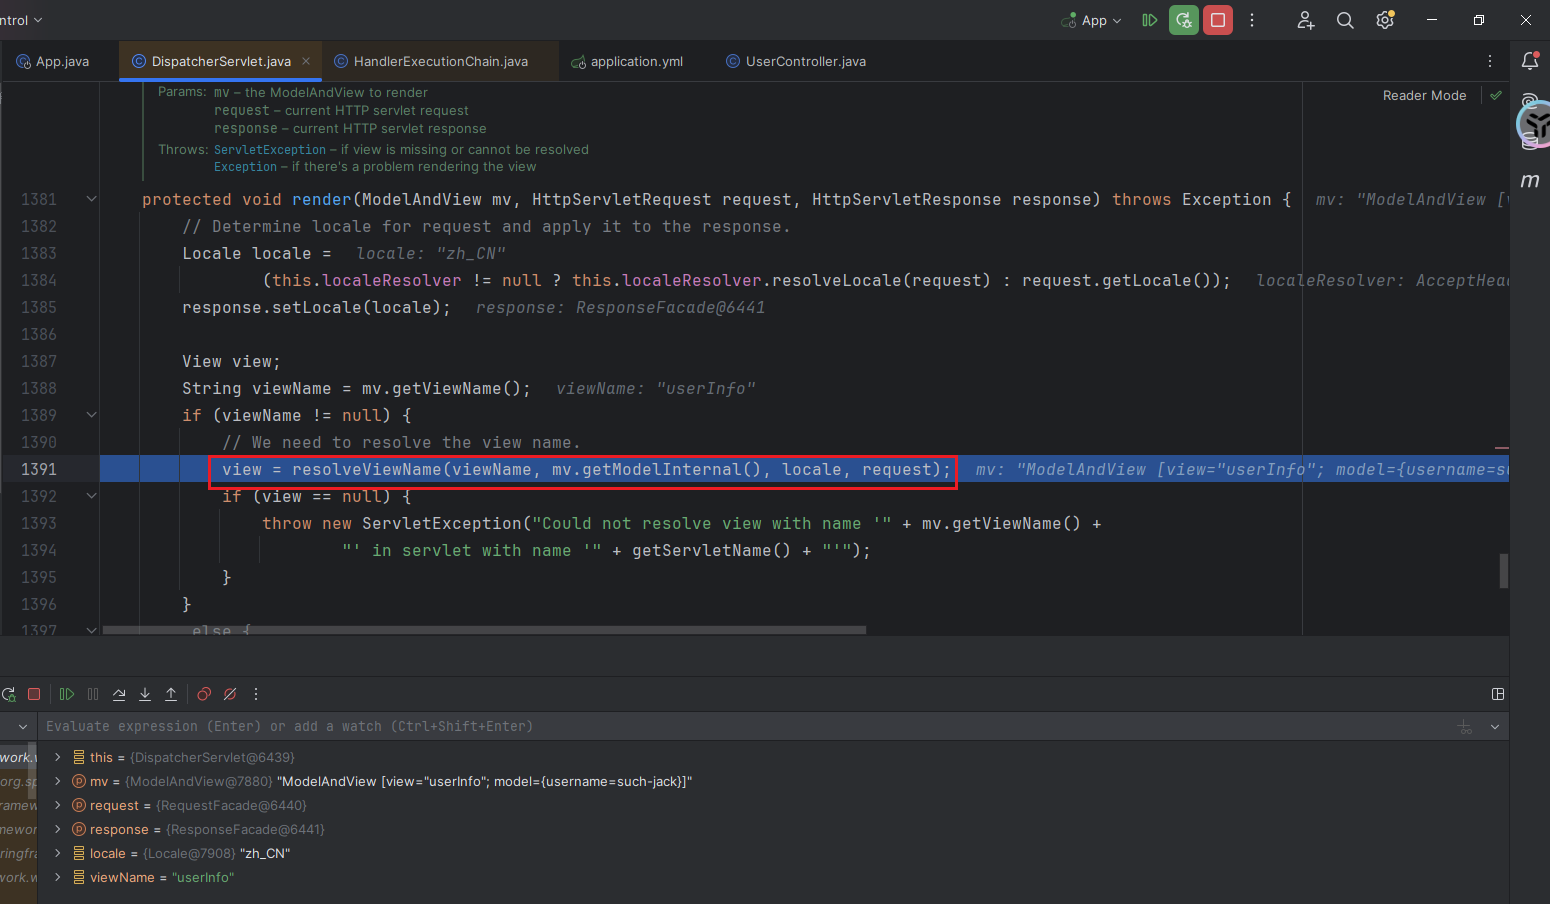 ntrol
App
App.java
DispatcherServlet.java
HandlerExecutionChain.java
application.yml
UserController.java
Params: mv – the ModelAndView to render
Reader Mode
request – current HTTP servlet request
response – current HTTP servlet response
Throws: ServletException – if view is missing or cannot be resolved
Exception – if there's a problem rendering the view
m
1381 protected void render(ModelAndView mv, HttpServletRequest request, HttpServletResponse response) throws Exception { mv: "ModelAndView [v
1382 // Determine locale for request and apply it to the response.
1383 Locale locale = locale: "zh_CN"
1384 (this.localeResolver != null ? this.localeResolver.resolveLocale(request) : request.getLocale()); localeResolver: AcceptHead
1385 response.setLocale(locale); response: ResponseFacade@6441
1386
1387 View view;
1388 String viewName = mv.getViewName(); viewName: "userInfo"
1389 if (viewName != null) {
1390 // We need to resolve the view name.
1391 view = resolveViewName(viewName, mv.getModelInternal(), locale, request); mv: "ModelAndView [view="userInfo"; model={username=su
1392 if (view == null) {
1393 throw new ServletException("Could not resolve view with name '" + mv.getViewName() +
1394 "' in servlet with name '" + getServletName() + "'");
1395 }
1396 }
1397 else {
Evaluate expression (Enter) or add a watch (Ctrl+Shift+Enter)
work.v
this = {DispatcherServlet@6439}
org.sp
mv = {ModelAndView@7880} "ModelAndView [view="userInfo"; model={username=such-jack}]"
ramew
request = {RequestFacade@6440}
mewor
response = {ResponseFacade@6441}
ringfra
locale = {Locale@7908} "zh_CN"
work.w
viewName = "userInfo"